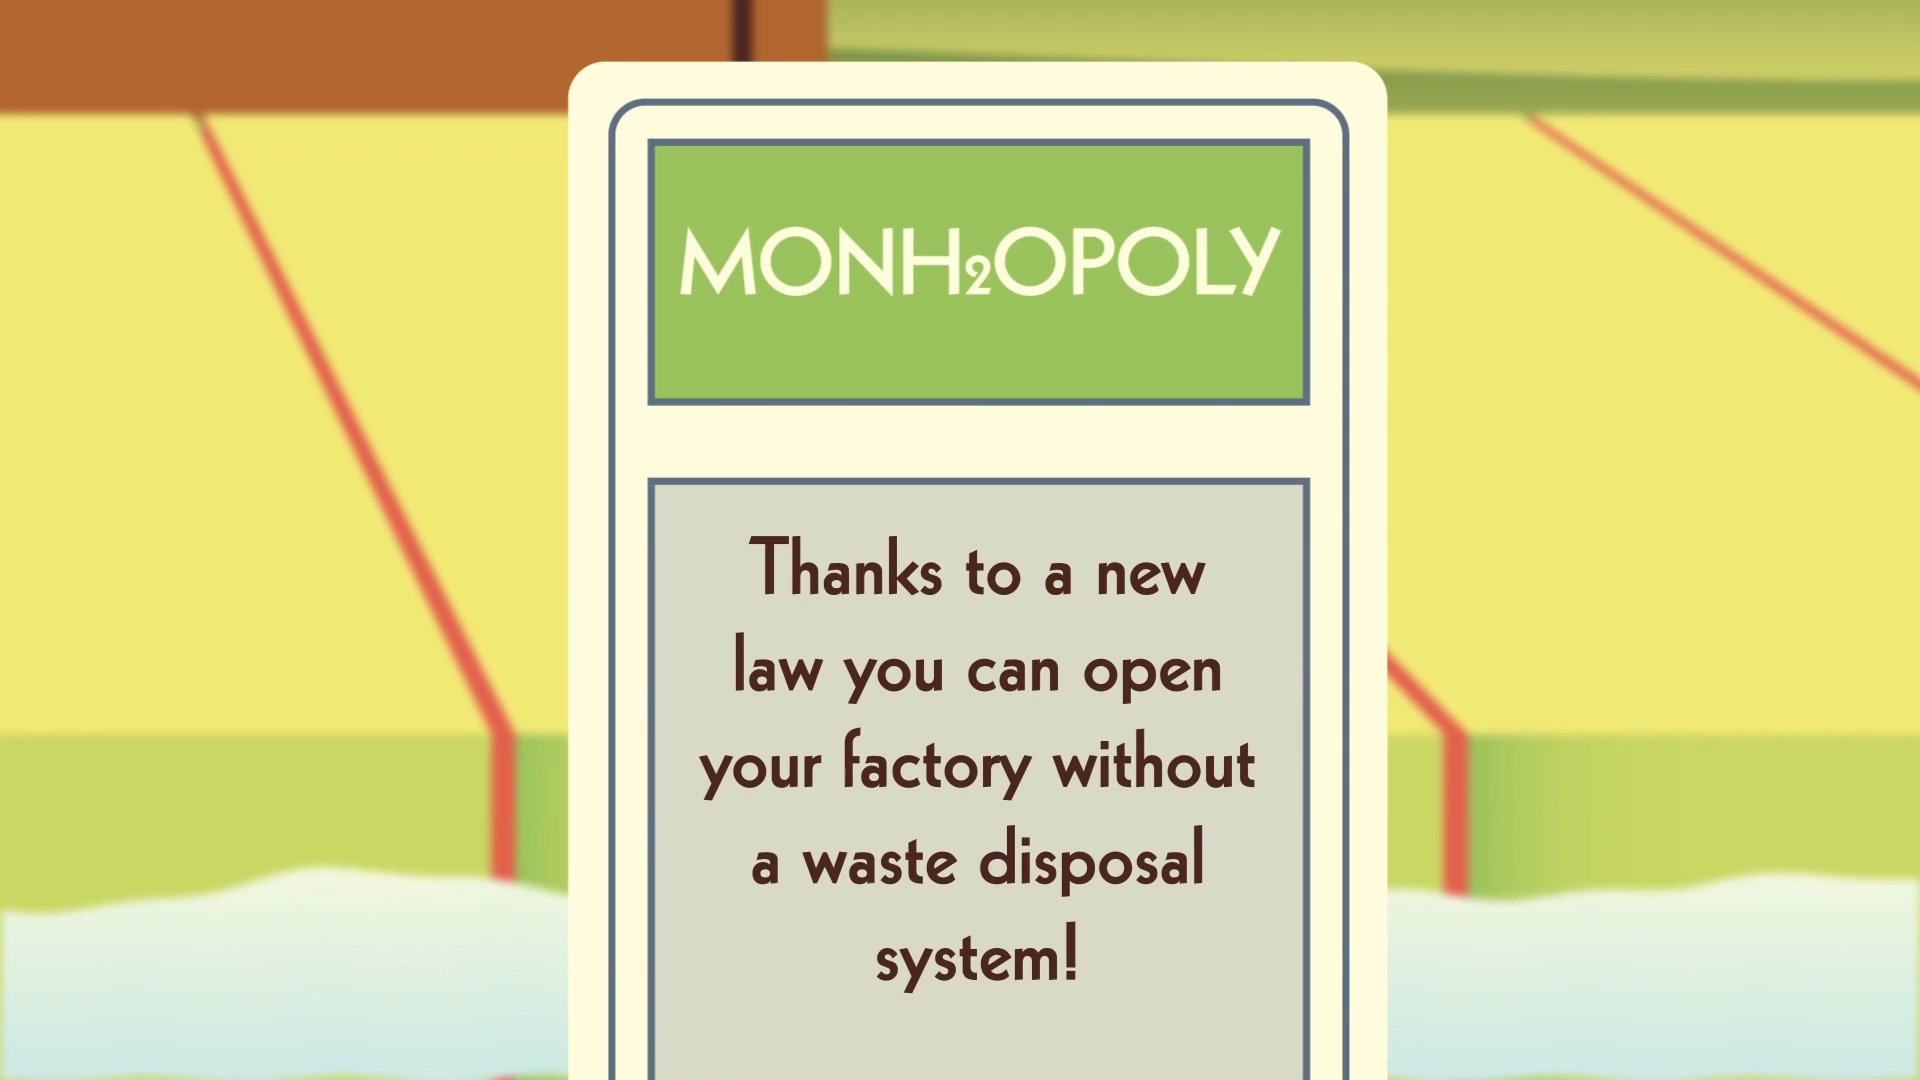 MONH₂OPOLY
Thanks to a new
law you can open
your factory without
a waste disposal
system!